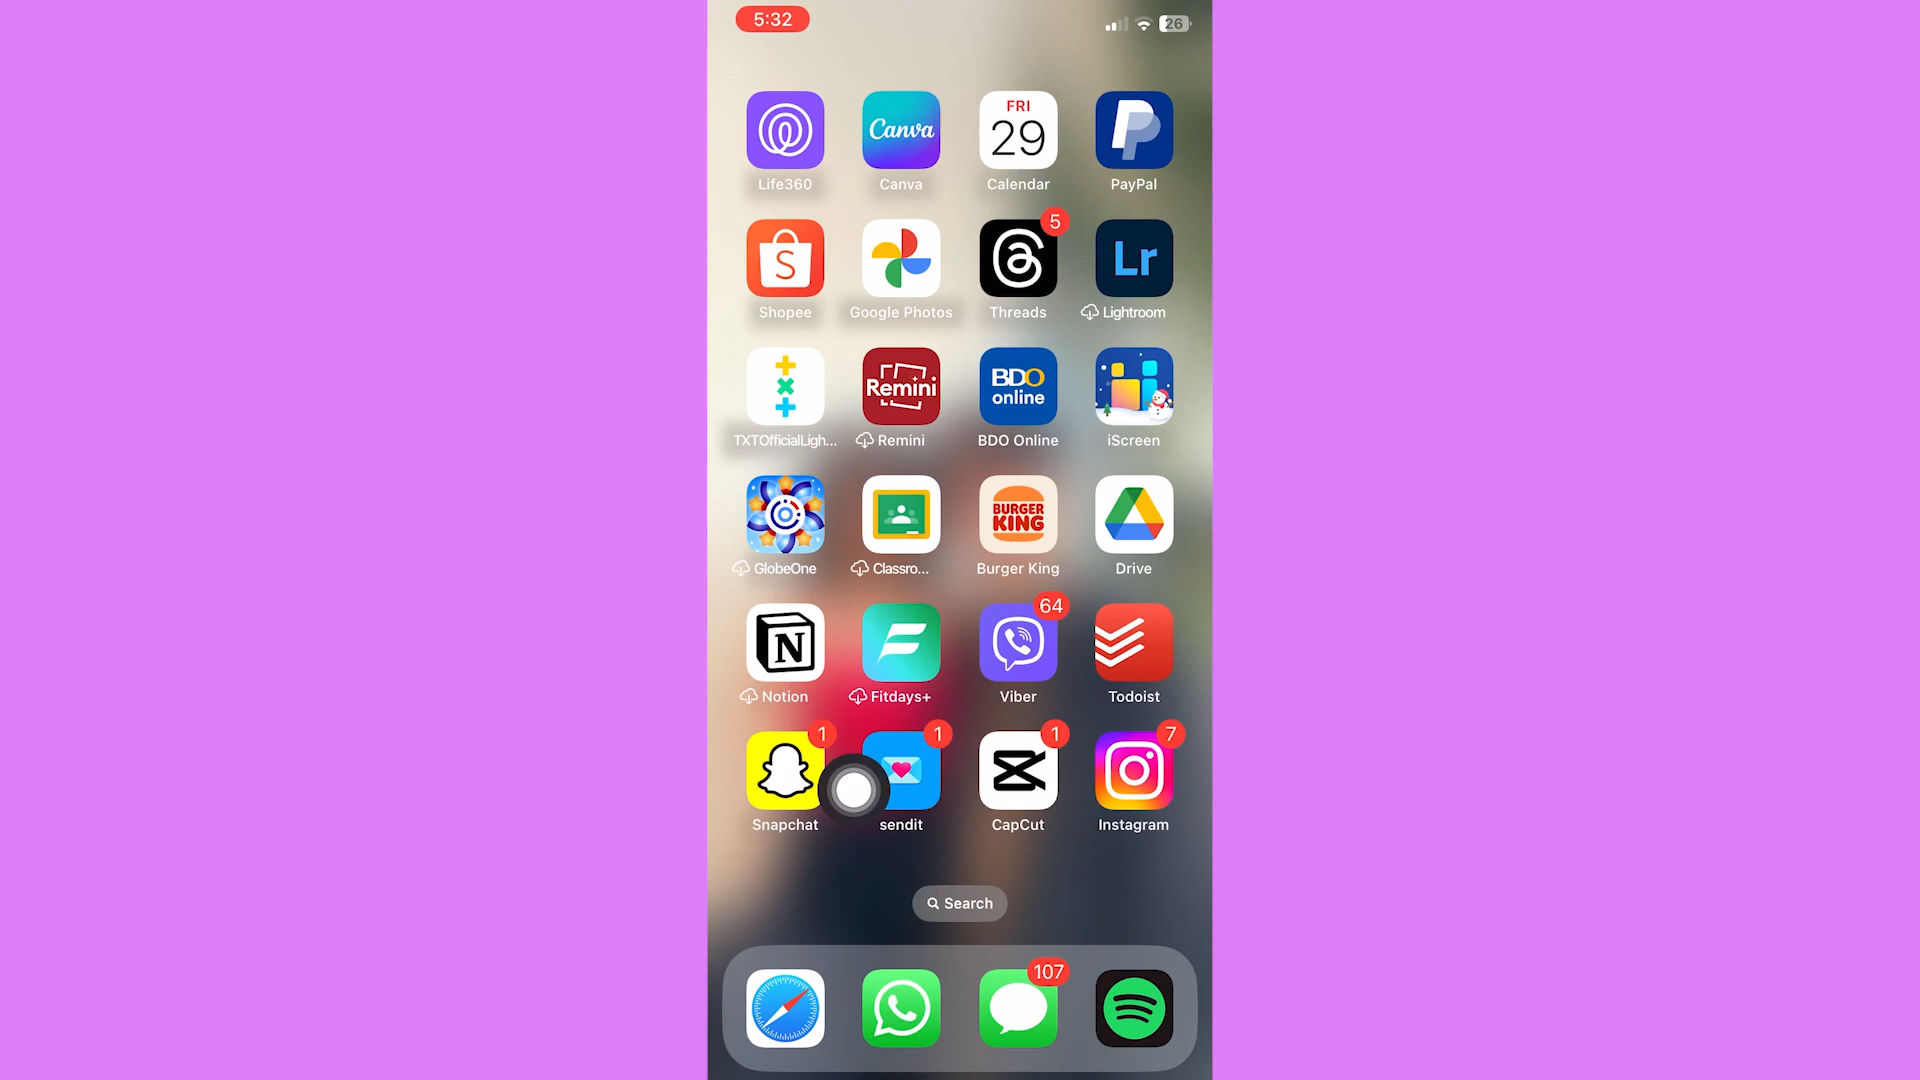 5:32
26
Canva
FRI
29
Life360
Canva
Calendar
PayPal
5
S
Lr
Shopee
Google Photos
Threads
Lightroom
Remini
BDO
online
TXTOfficialLigh...
Remini
BDO Online
iScreen
BURGER
KING
GlobeOne
Classro...
Burger King
Drive
64
N
Notion
Fitdays+
Viber
Todoist
1
1
1
7
Snapchat
sendit
CapCut
Instagram
Search
107